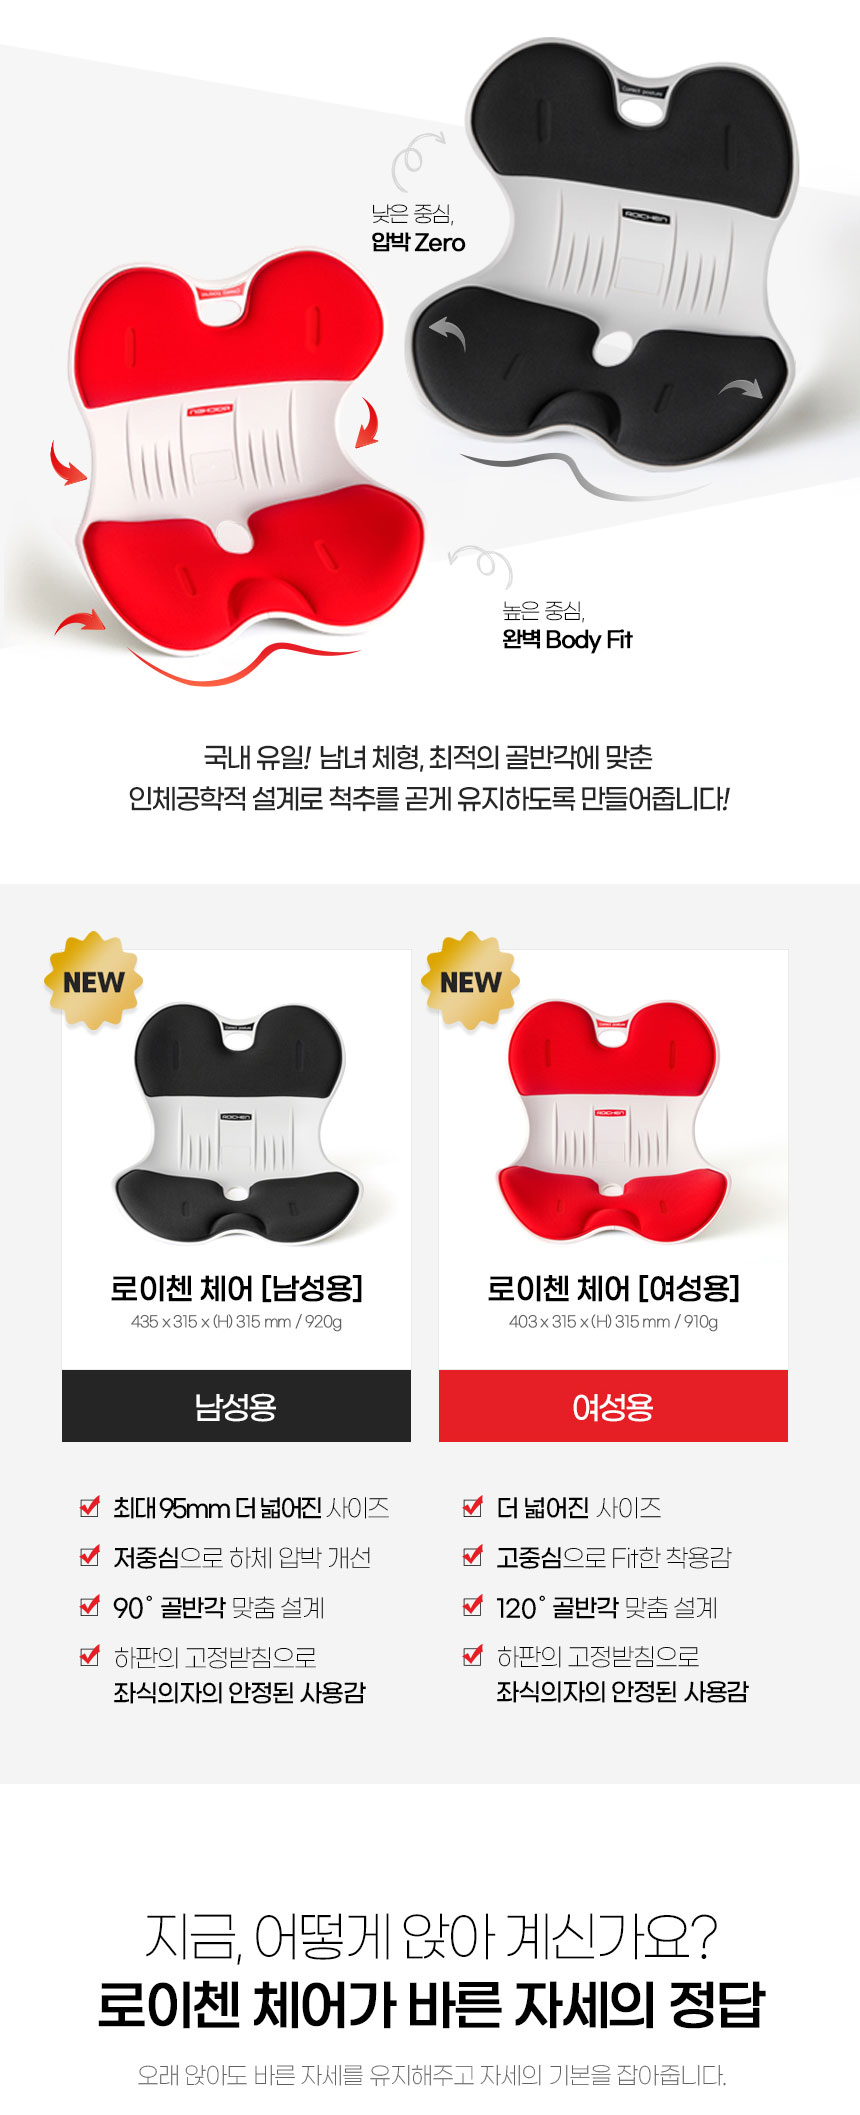 Correct posture
ROICHEN
낮은 중심,
압박 Zero
ROICHEN
높은 중심,
완벽 Body Fit
국내 유일! 남녀 체형, 최적의 골반각에 맞춘
인체공학적 설계로 척추를 곧게 유지하도록 만들어줍니다!
NEW
Correct posture
ROICHEN
로이첸 체어 [남성용]
435 x 315 x (H) 315 mm / 920g
남성용
최대 95mm 더 넓어진 사이즈
저중심으로 하체 압박 개선
90˚ 골반각 맞춤 설계
하판의 고정받침으로
좌식의자의 안정된 사용감
NEW
Correct posture
ROICHEN
로이첸 체어 [여성용]
403 x 315 x (H) 315 mm / 910g
여성용
더 넓어진 사이즈
고중심으로 Fit한 착용감
120˚ 골반각 맞춤 설계
하판의 고정받침으로
좌식의자의 안정된 사용감
지금, 어떻게 앉아 계신가요?
로이첸 체어가 바른 자세의 정답
오래 앉아도 바른 자세를 유지해주고 자세의 기본을 잡아줍니다.